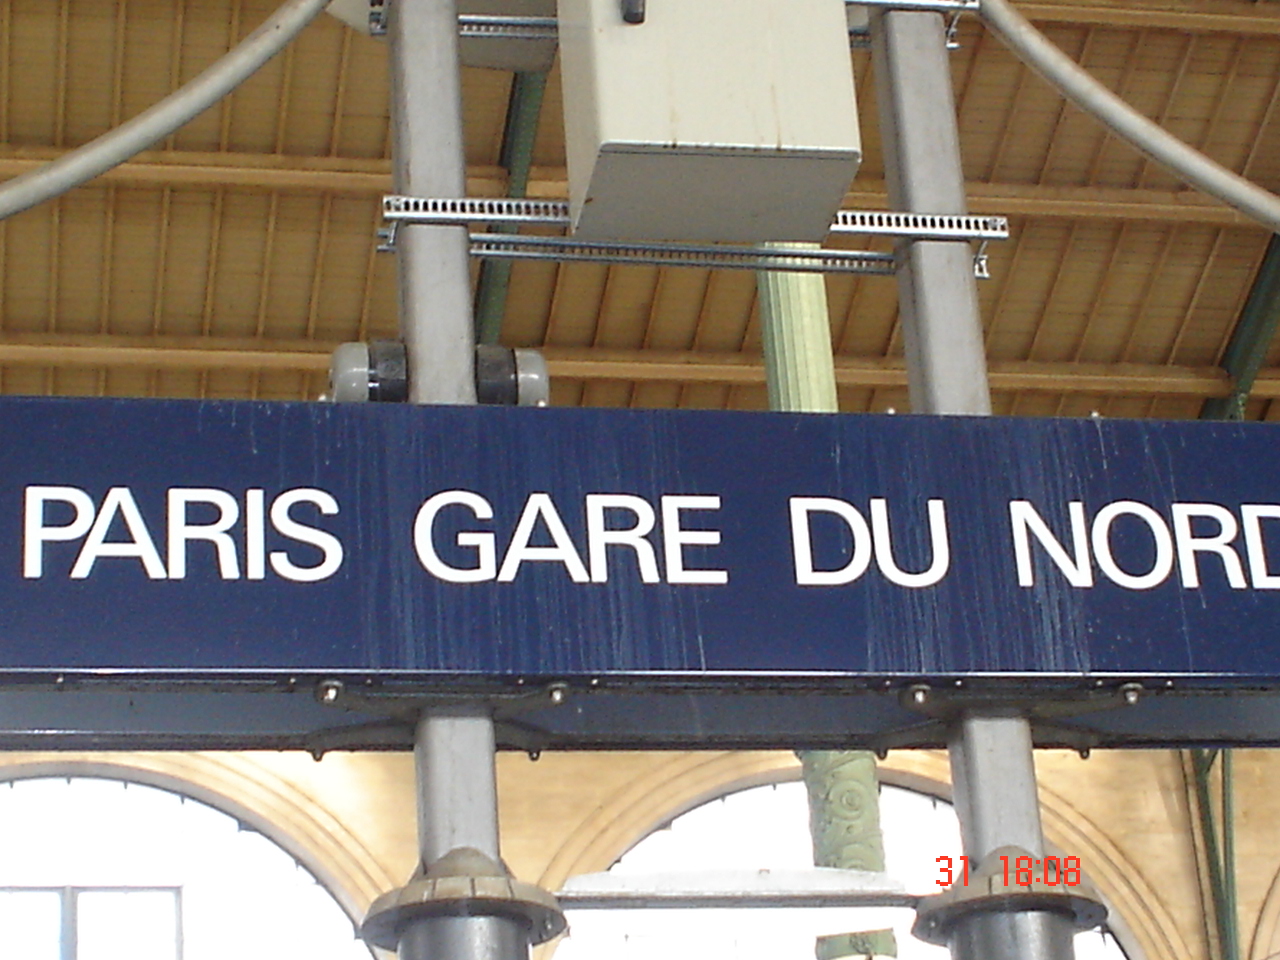 PARIS GARE DU NORD
31 18:08